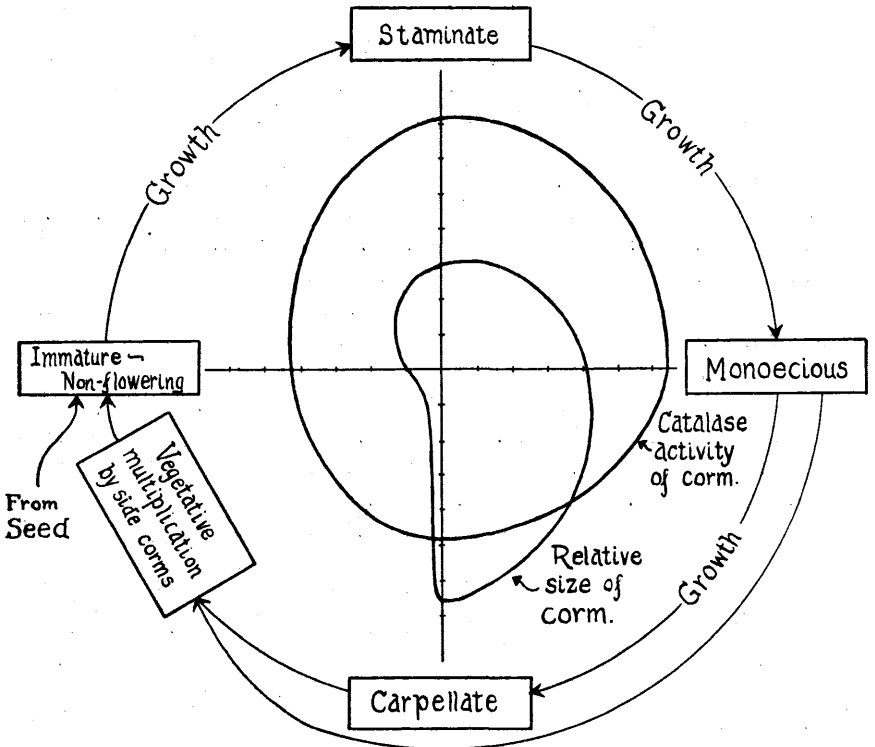 Staminate
Growth
Growth
Immature -
Non-flowering
Monoecious
Catalase
activity
of corm.
Vegetative
multiplication
by side corms
From
Seed
Relative
size of
corm.
Growth
Carpellate